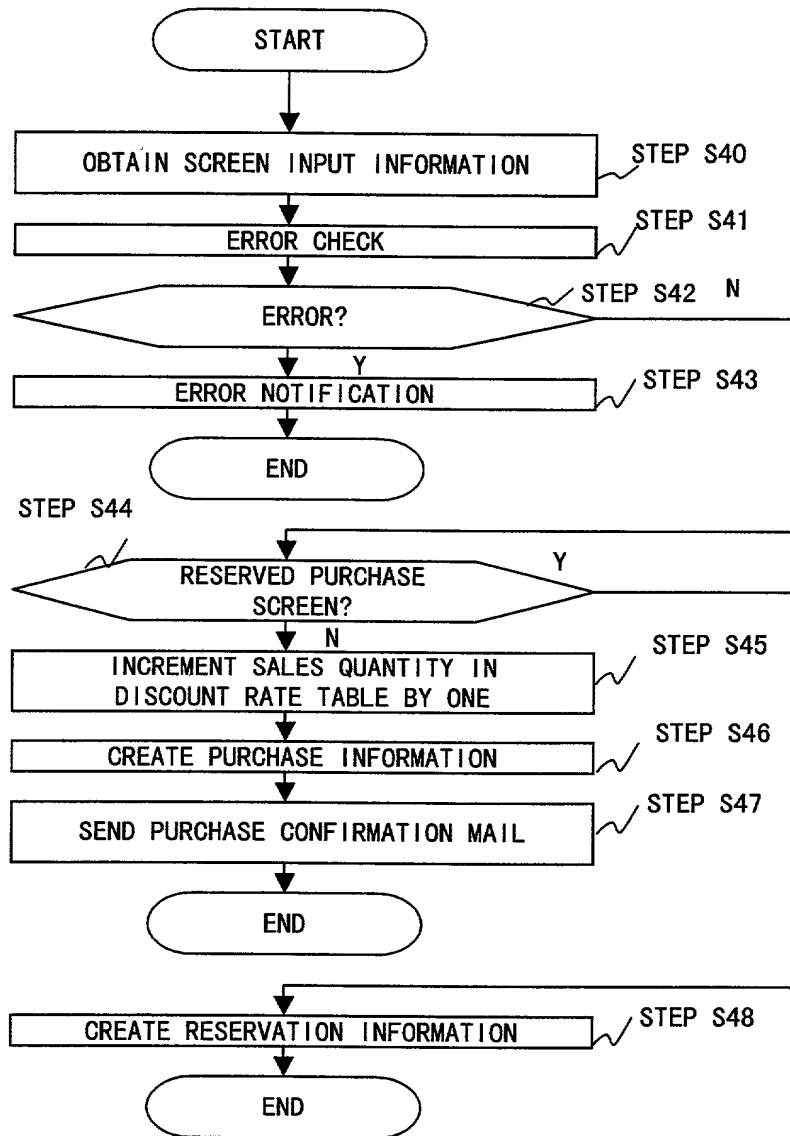 START
OBTAIN SCREEN INPUT INFORMATION
STEP S40
ERROR CHECK
STEP S41
ERROR?
STEP S42
N
Y
ERROR NOTIFICATION
STEP S43
END
STEP S44
RESERVED PURCHASE
SCREEN?
Y
N
INCREMENT SALES QUANTITY IN
DISCOUNT RATE TABLE BY ONE
STEP S45
CREATE PURCHASE INFORMATION
STEP S46
SEND PURCHASE CONFIRMATION MAIL
STEP S47
END
CREATE RESERVATION INFORMATION
STEP S48
END